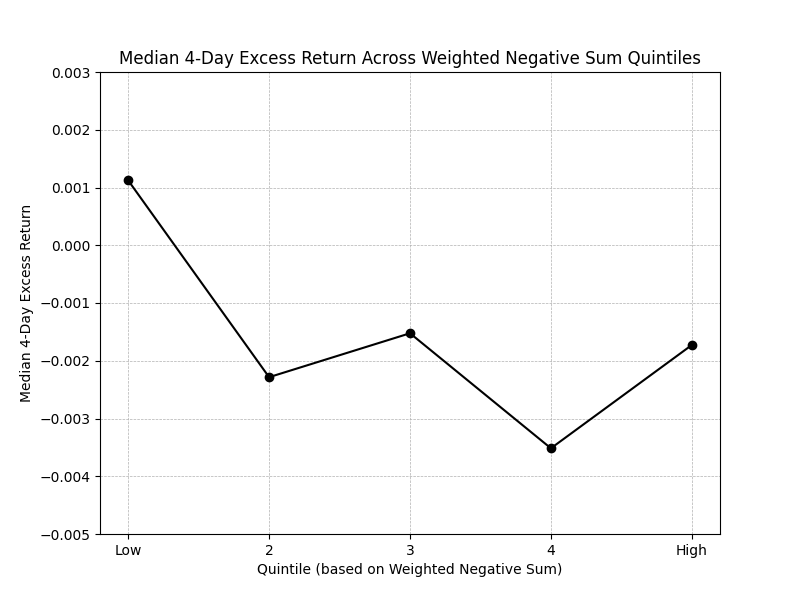 Median 4-Day Excess Return Across Weighted Negative Sum Quintiles
0.003
0.002
0.001
0.000
−0.001
−0.002
−0.003
−0.004
−0.005
Median 4-Day Excess Return
Low 2 3 4 High
Quintile (based on Weighted Negative Sum)